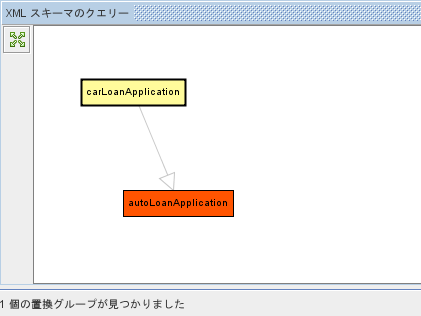 XML スキーマのクエリー
carLoanApplication
autoLoanApplication
1 個の置換グループが見つかりました